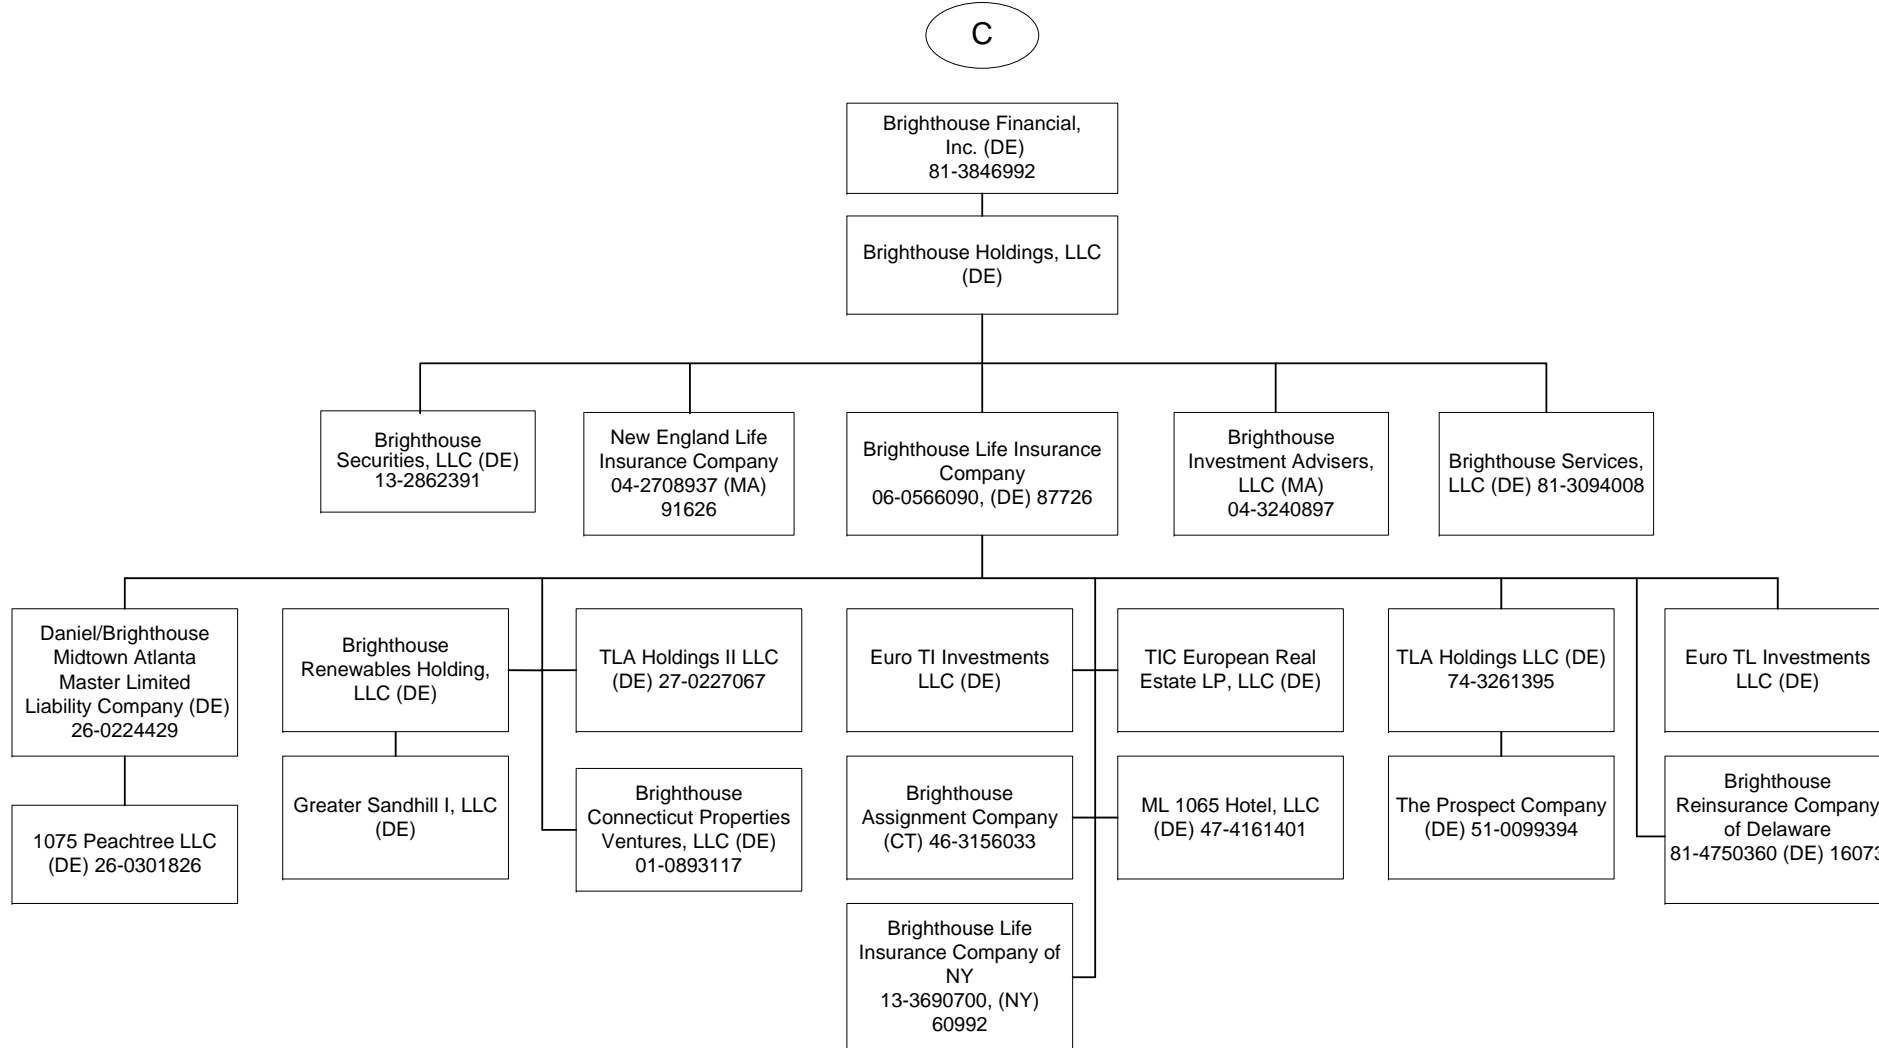 C
Brighthouse Financial,
Inc. (DE)
81-3846992
Brighthouse Holdings, LLC
(DE)
Brighthouse
Securities, LLC (DE)
13-2862391
New England Life
Insurance Company
04-2708937 (MA)
91626
Brighthouse Life Insurance
Company
06-0566090, (DE) 87726
Brighthouse
Investment Advisers,
LLC (MA)
04-3240897
Brighthouse Services,
LLC (DE) 81-3094008
Daniel/Brighthouse
Midtown Atlanta
Master Limited
Liability Company (DE)
26-0224429
Brighthouse
Renewables Holding,
LLC (DE)
TLA Holdings II LLC
(DE) 27-0227067
Euro TI Investments
LLC (DE)
TIC European Real
Estate LP, LLC (DE)
TLA Holdings LLC (DE)
74-3261395
Euro TL Investments
LLC (DE)
1075 Peachtree LLC
(DE) 26-0301826
Greater Sandhill I, LLC
(DE)
Brighthouse
Connecticut Properties
Ventures, LLC (DE)
01-0893117
Brighthouse
Assignment Company
(CT) 46-3156033
ML 1065 Hotel, LLC
(DE) 47-4161401
The Prospect Company
(DE) 51-0099394
Brighthouse
Reinsurance Company
of Delaware
81-4750360 (DE) 16073
Brighthouse Life
Insurance Company of
NY
13-3690700, (NY)
60992